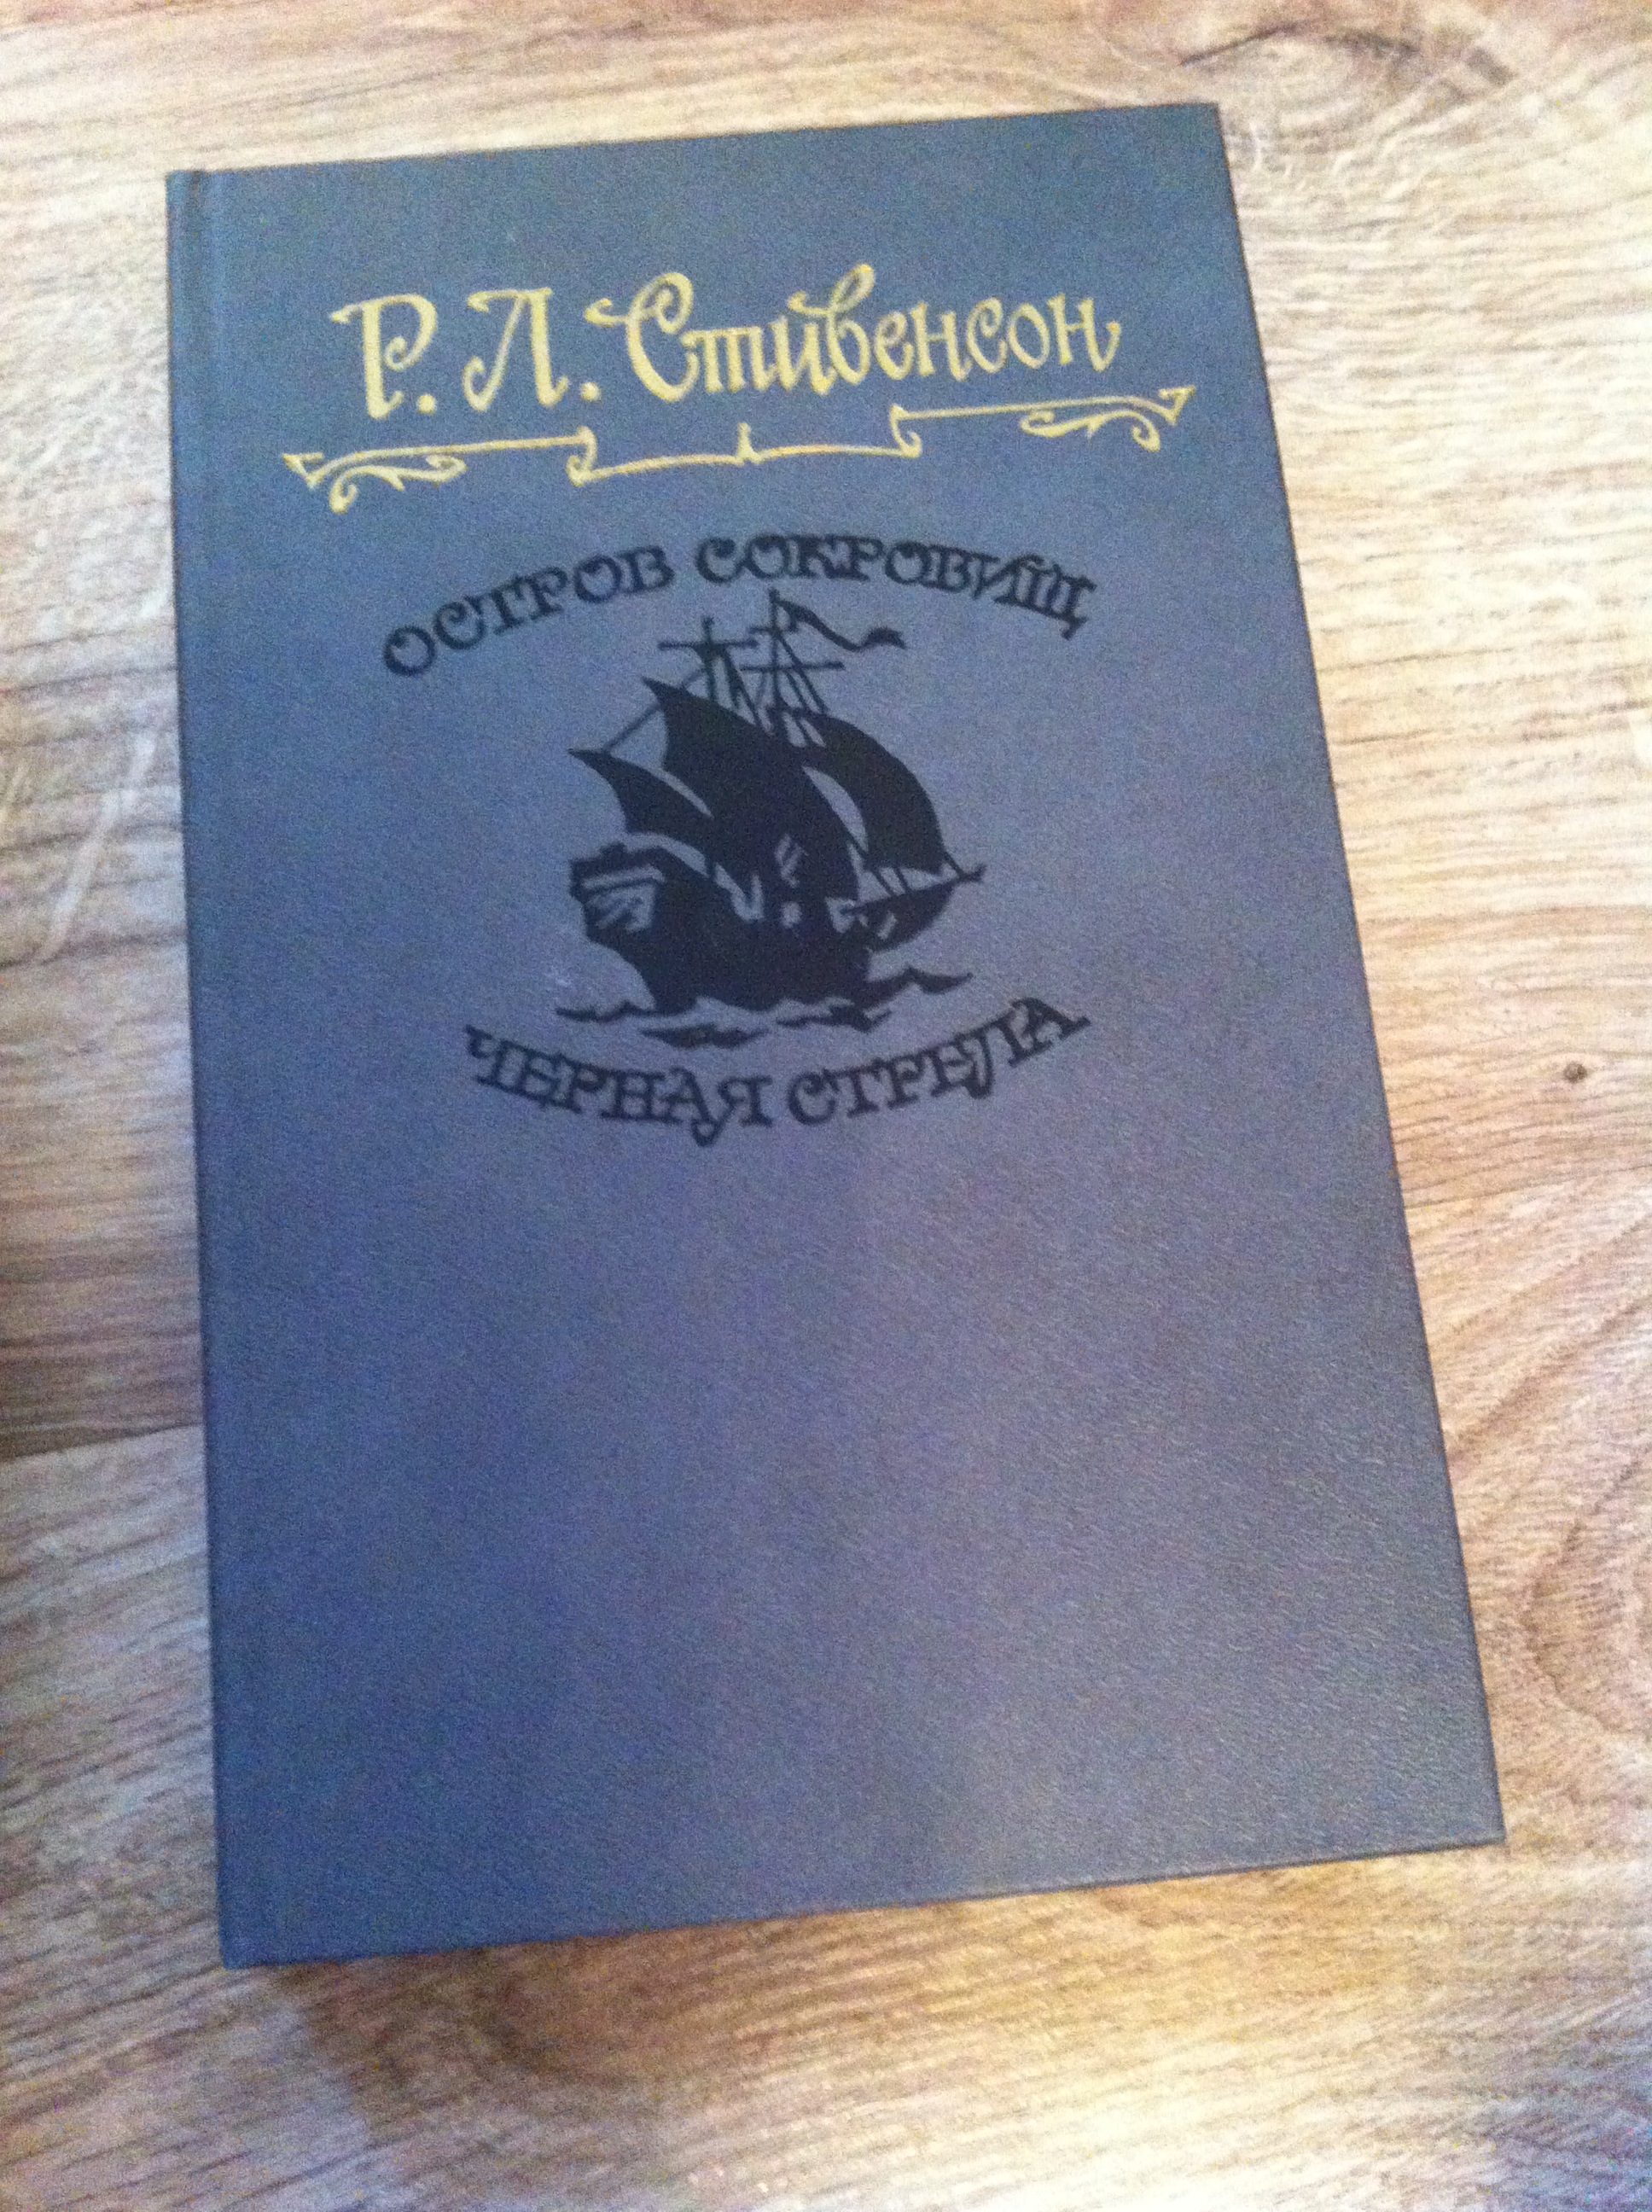 Р. Л. Стивенсон
ОСТРОВ СОКРОВИЩ
ЧЕРНАЯ СТРЕЛА